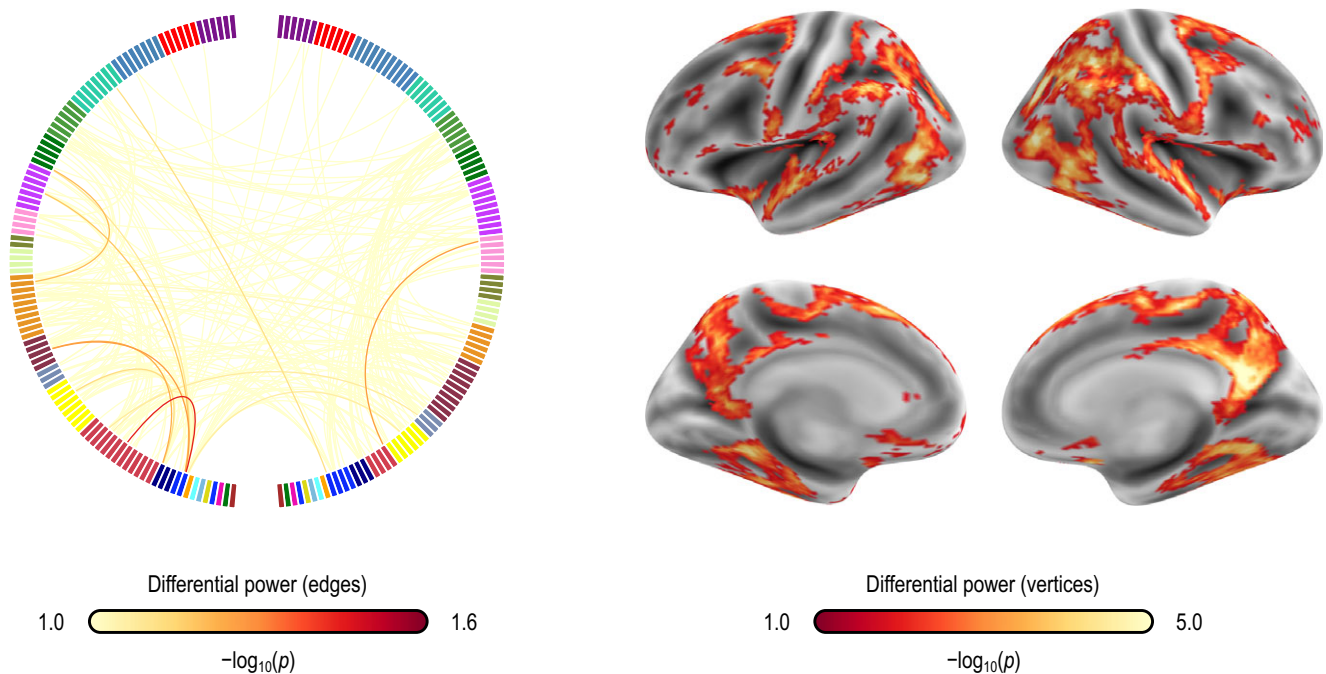 Differential power (edges)
1.0 1.6
−log10(p)
Differential power (vertices)
1.0 5.0
−log10(p)